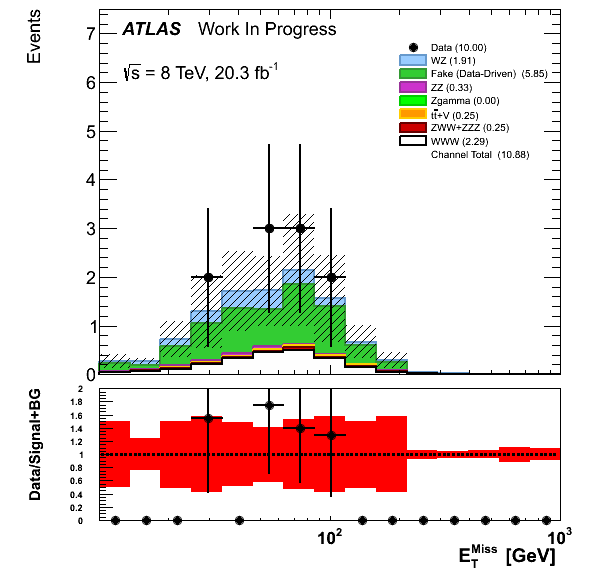 Events
7
6
5
4
3
2
1
0
ATLAS Work In Progress
√s = 8 TeV, 20.3 fb⁻¹
Data (10.00)
WZ (1.91)
Fake (Data-Driven) (5.85)
ZZ (0.33)
Zgamma (0.00)
tt̄+V (0.25)
ZWW+ZZZ (0.25)
WWW (2.29)
Channel Total (10.88)
Data/Signal+BG
2
1.8
1.6
1.4
1.2
1
0.8
0.6
0.4
0.2
0
10²
10³
E_T^Miss [GeV]